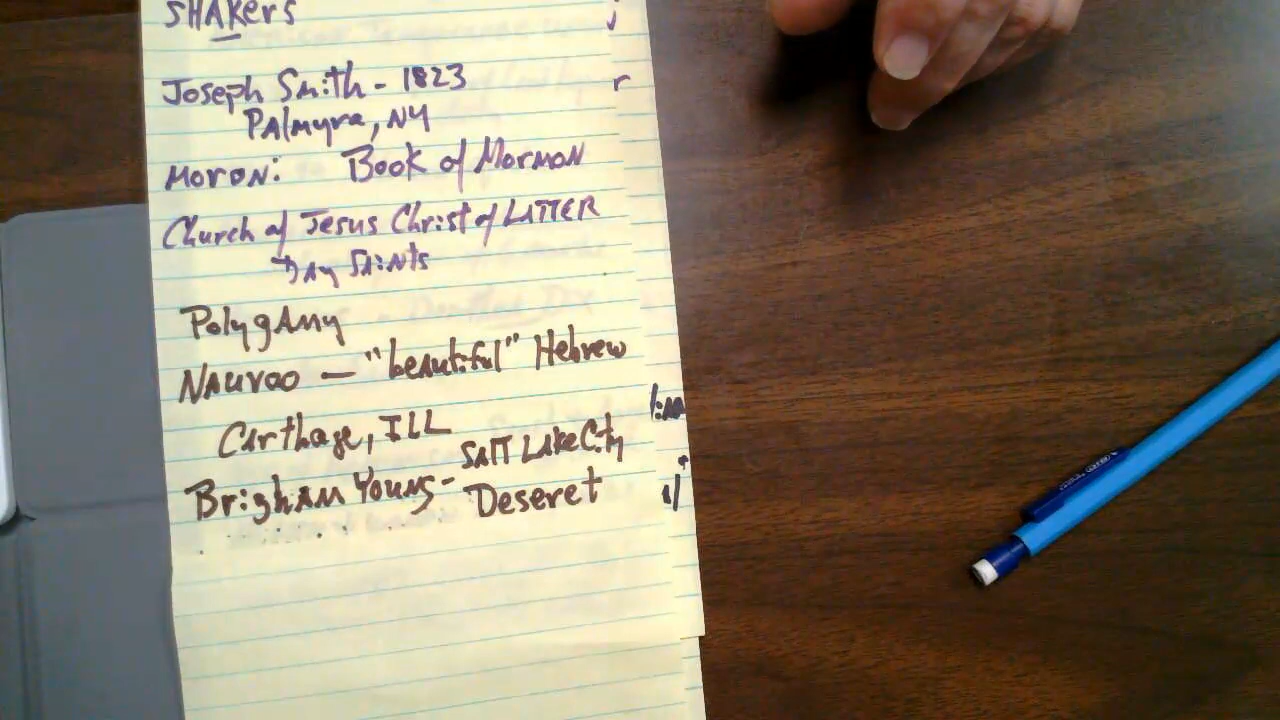 SHAKers
Joseph Smith - 1823
PAlmyra, NY
MORONi Book of MORMON
Church of Jesus Christ of LATTER
DAy SAiNts
PolygAmy
NAuvoo — "beautiful" Hebrew
CArthage, ILL
SAlT LAke City
BrighAm Young -
Deseret